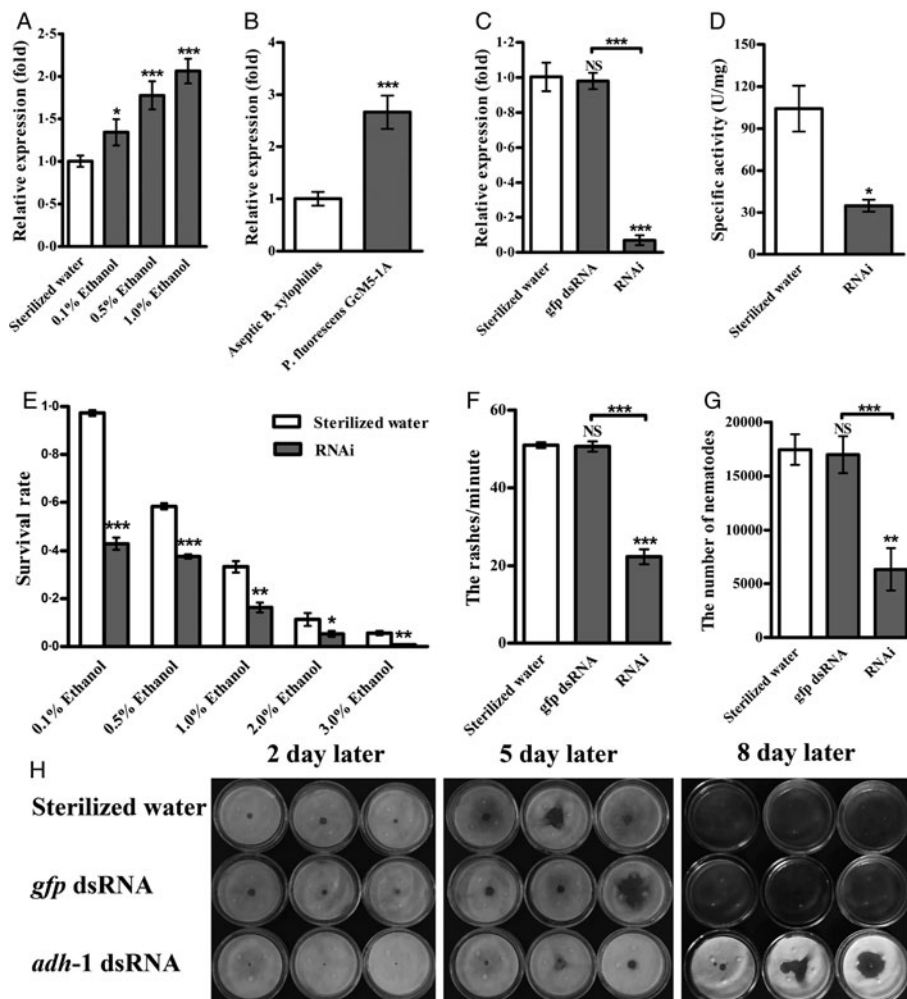 A
Relative expression (fold)
2·5
2·0
1·5
1·0
0·5
0·0
*
***
***
Sterilized water
0.1% Ethanol
0.5% Ethanol
1.0% Ethanol
B
Relative expression (fold)
4
3
2
1
0
***
Aseptic B. xylophilus
P. fluorescens GcM5-1A
C
Relative expression (fold)
1·2
1·0
0·8
0·6
0·4
0·2
0·0
***
NS
***
Sterilized water
gfp dsRNA
RNAi
D
Specific activity (U/mg)
150
120
90
60
30
0
*
Sterilized water
RNAi
E
Survival rate
1·0
0·8
0·6
0·4
0·2
0·0
Sterilized water
RNAi
***
***
**
*
**
0.1% Ethanol
0.5% Ethanol
1.0% Ethanol
2.0% Ethanol
3.0% Ethanol
F
The rashes/minute
60
40
20
0
***
NS
***
Sterilized water
gfp dsRNA
RNAi
G
The number of nematodes
20000
15000
10000
5000
0
***
NS
**
Sterilized water
gfp dsRNA
RNAi
H
2 day later
5 day later
8 day later
Sterilized water
gfp dsRNA
adh-1 dsRNA